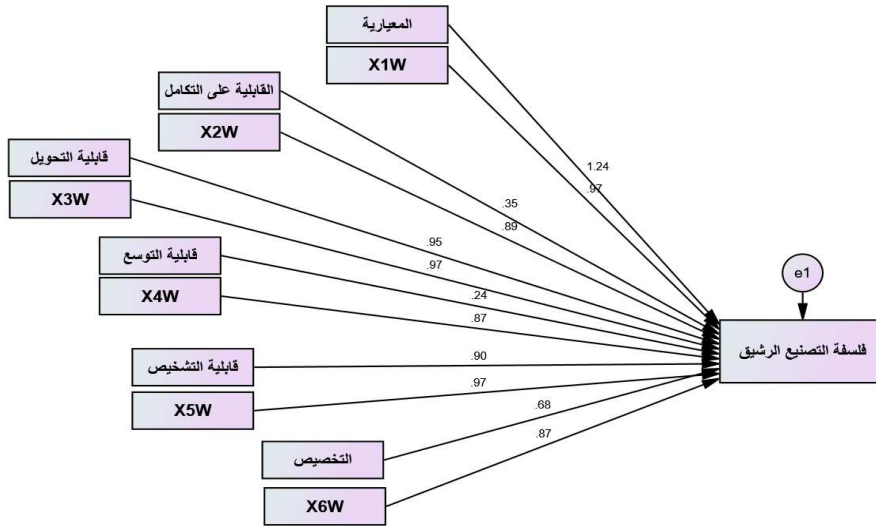 المعيارية
X1W
القابلية على التكامل
X2W
قابلية التحويل
X3W
قابلية التوسع
X4W
قابلية التشخيص
X5W
التخصيص
X6W
1.24
.97
.35
.89
.95
.97
.24
.87
.90
.97
.68
.87
e1
فلسفة التصنيع الرشيق